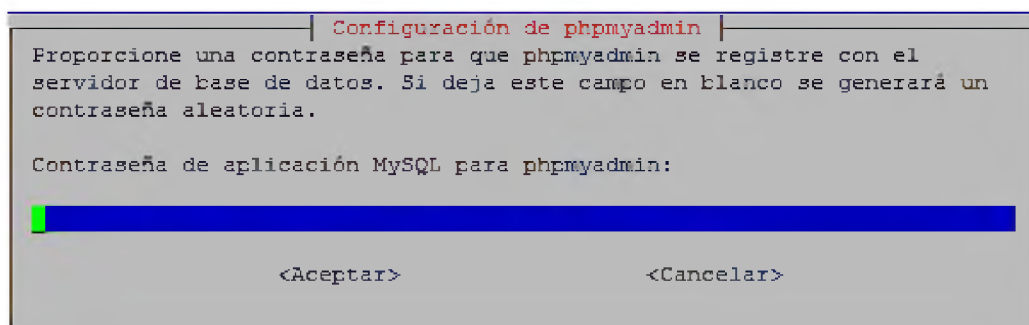 Configuración de phpmyadmin
Proporcione una contraseña para que phpmyadmin se registre con el
servidor de base de datos. Si deja este campo en blanco se generará un
contraseña aleatoria.
Contraseña de aplicación MySQL para phpmyadmin:
<Aceptar> <Cancelar>